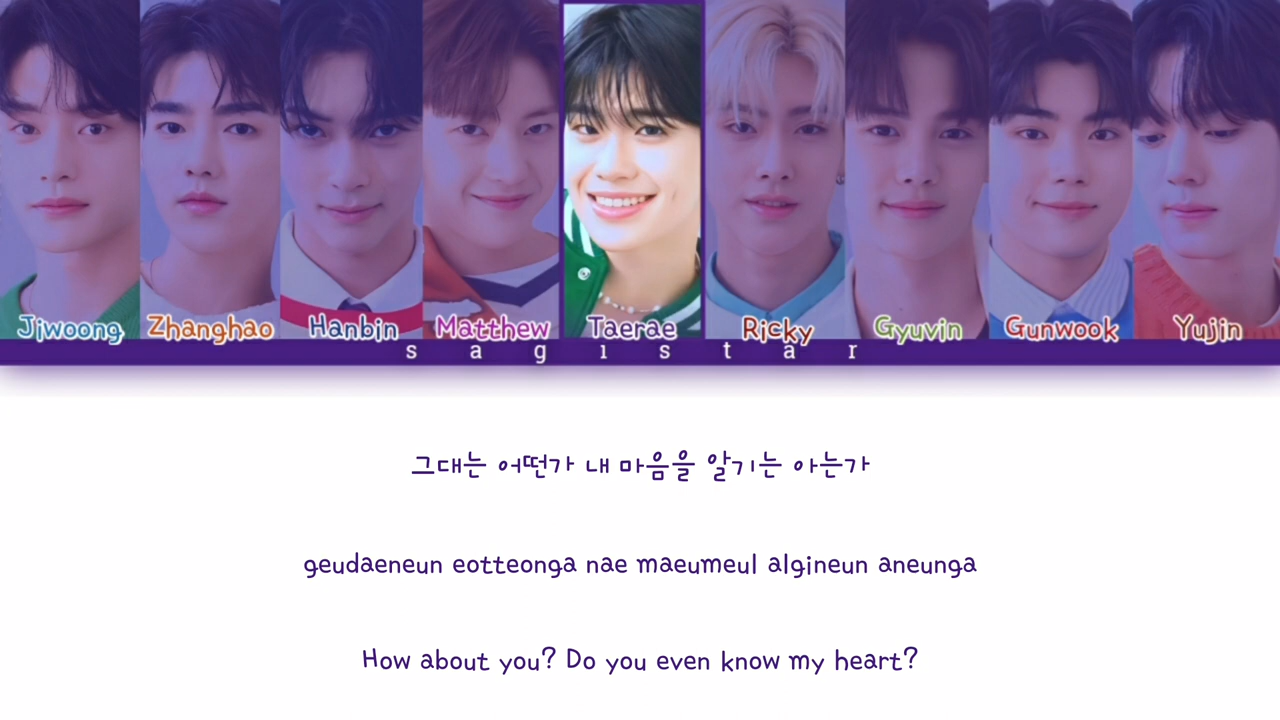 Jiwoong Zhanghao Hanbin Matthew Taerae Ricky Gyuvin Gunwook Yujin
s a g i s t a r
그대는 어떤가 내 마음을 알기는 아는가
geudaeneun eotteonga nae maeumeul algineun aneunga
How about you? Do you even know my heart?